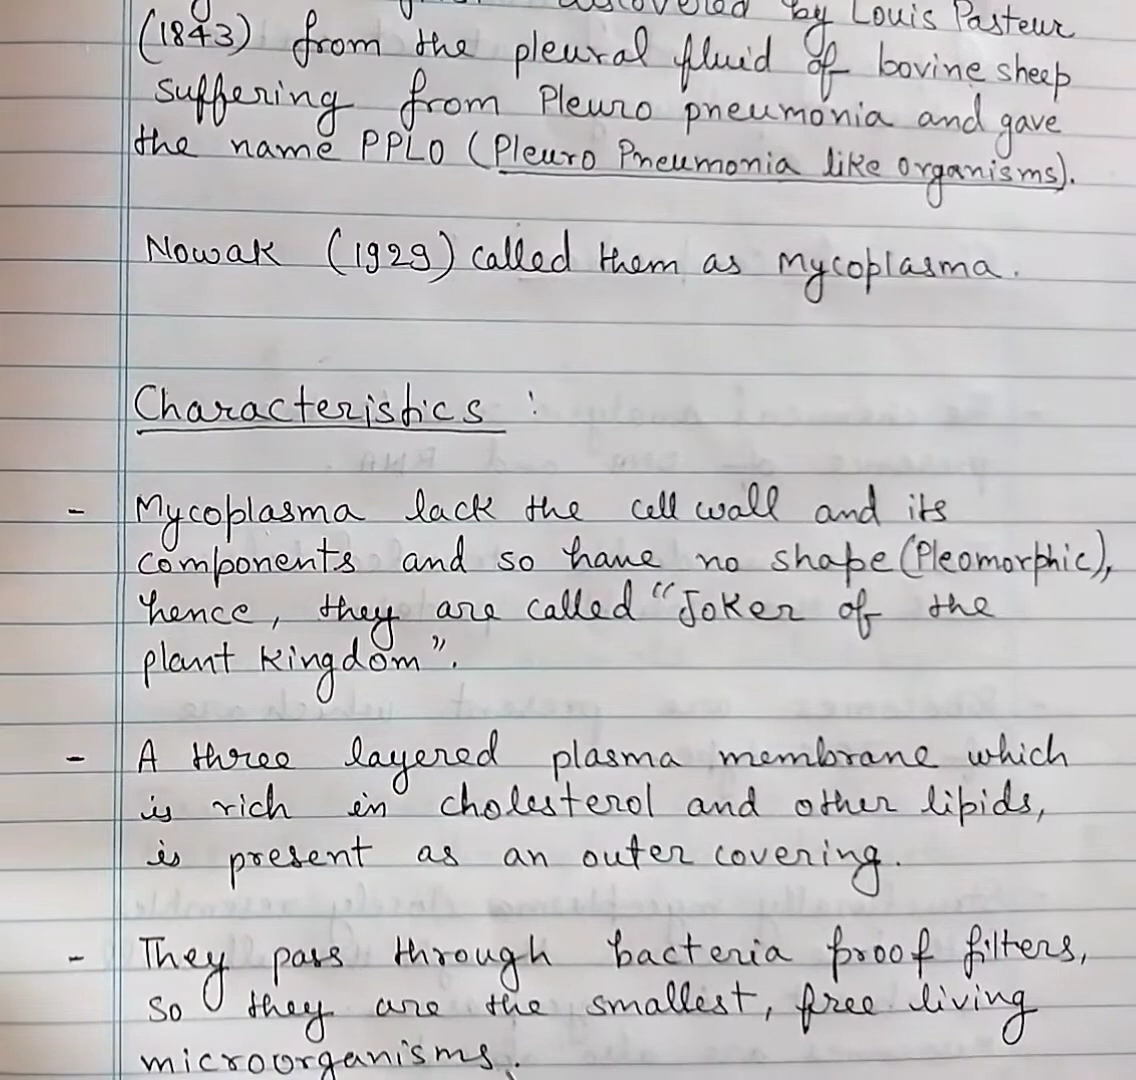 discovered by Louis Pasteur
(1843) from the pleural fluid of bovine sheep
suffering from Pleuro pneumonia and gave
the name PPLO (Pleuro Pneumonia like organisms).
Nowak (1929) called them as Mycoplasma.
Characteristics :
- Mycoplasma lack the cell wall and its
components and so have no shape (Pleomorphic),
hence, they are called "Joker of the
plant Kingdom".
- A three layered plasma membrane which
is rich in cholesterol and other lipids,
is present as an outer covering.
- They pass through bacteria proof filters,
so they are the smallest, free living
microorganisms.